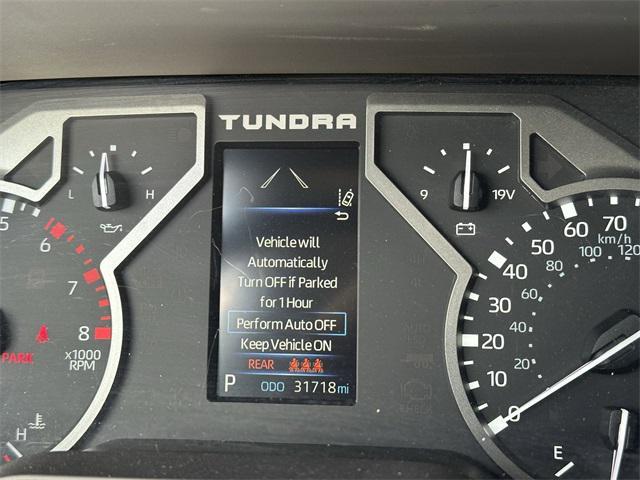 TUNDRA
L H
9 19V
5
6
7
8
x1000
RPM
PARK
H
Vehicle will
Automatically
Turn OFF if Parked
for 1 Hour
Perform Auto OFF
Keep Vehicle ON
REAR
P ODO 31718 mi
70
60
50
40
30
20
10
0
km/h
120
100
80
60
40
20
E